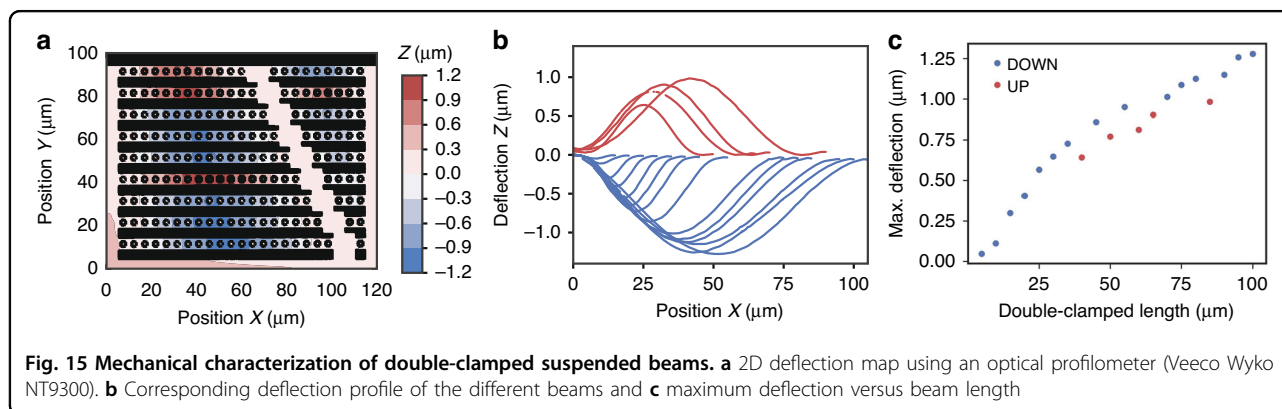 a
100
80
60
40
20
0
Position Y (μm)
0 20 40 60 80 100 120
Position X (μm)
Z (μm)
1.2
0.9
0.6
0.3
0.0
−0.3
−0.6
−0.9
−1.2
b
1.0
0.5
0.0
−0.5
−1.0
Deflection Z (μm)
0 25 50 75 100
Position X (μm)
c
1.25
1.00
0.75
0.50
0.25
0.00
Max. deflection (μm)
DOWN
UP
25 50 75 100
Double-clamped length (μm)
Fig. 15 Mechanical characterization of double-clamped suspended beams. a 2D deflection map using an optical profilometer (Veeco Wyko
NT9300). b Corresponding deflection profile of the different beams and c maximum deflection versus beam length